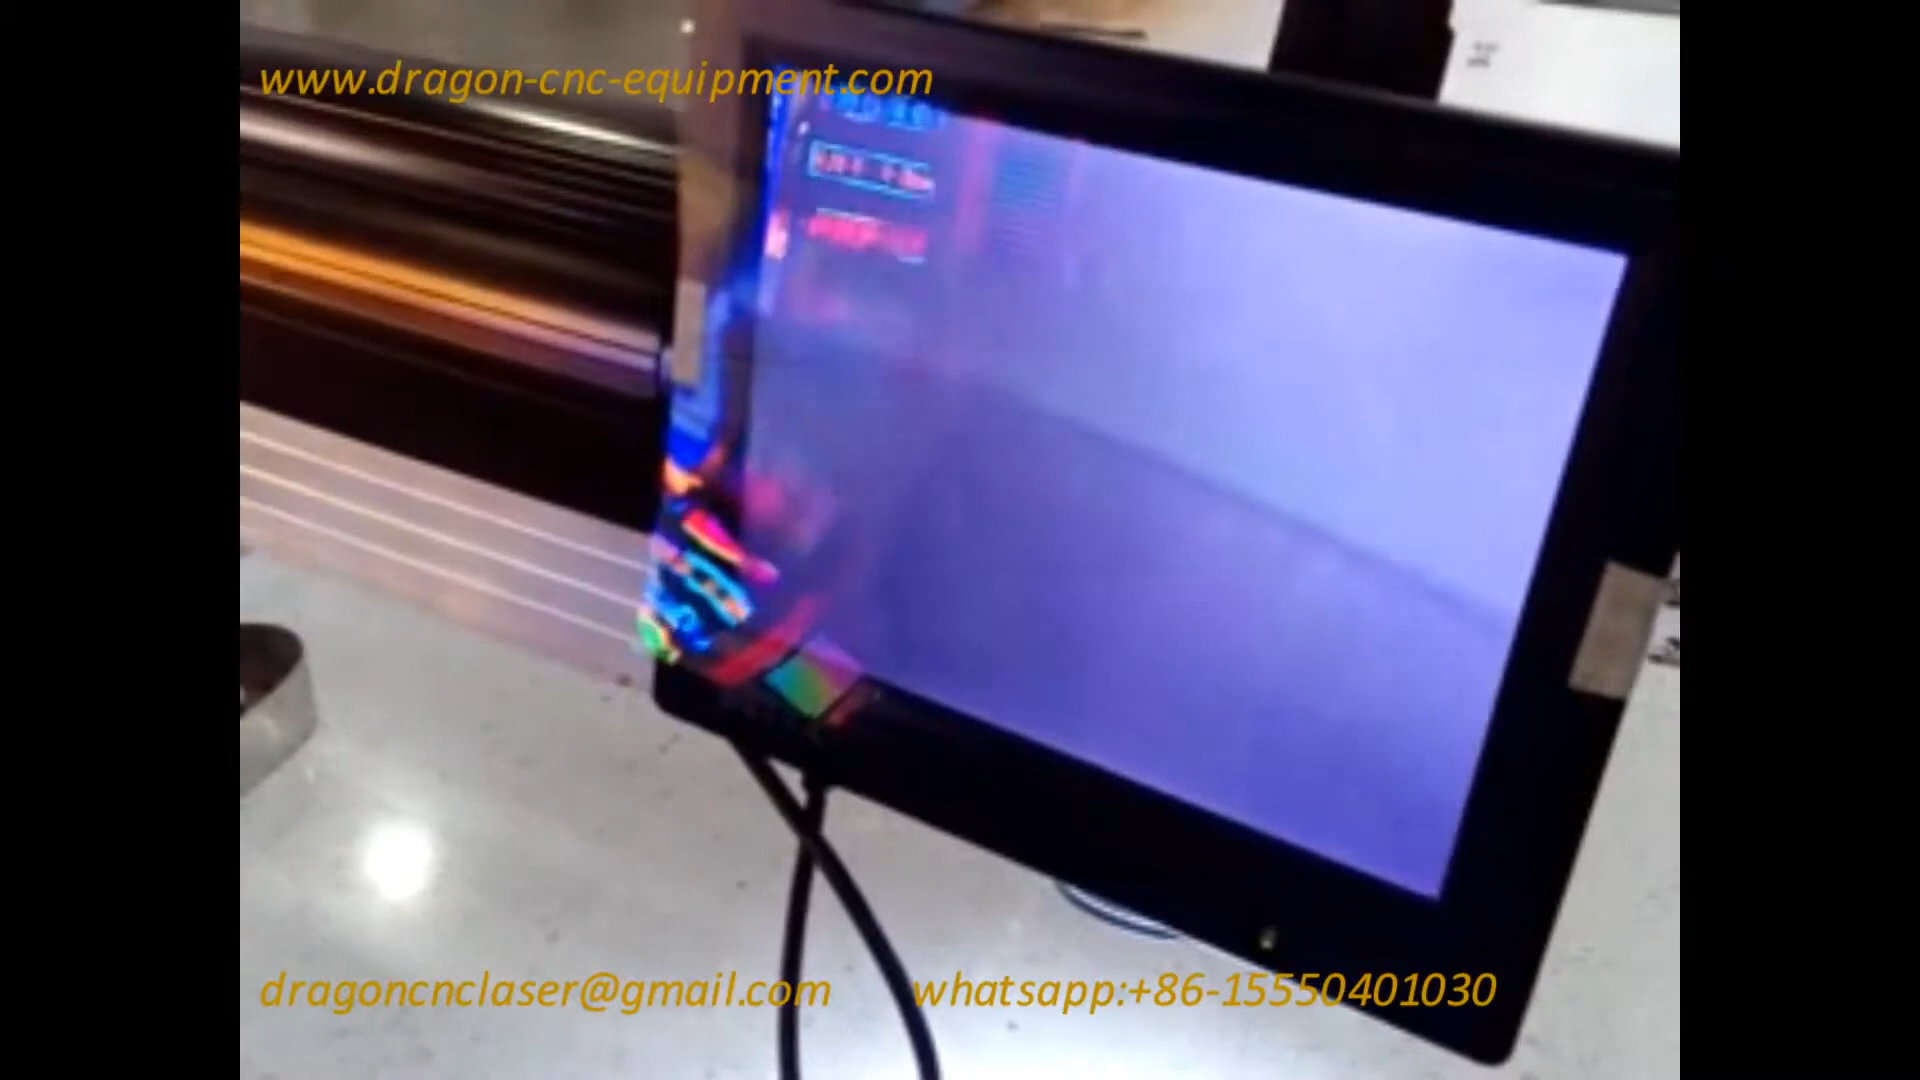 www.dragon-cnc-equipment.com
dragoncnclaser@gmail.com
whatsapp:+86-15550401030